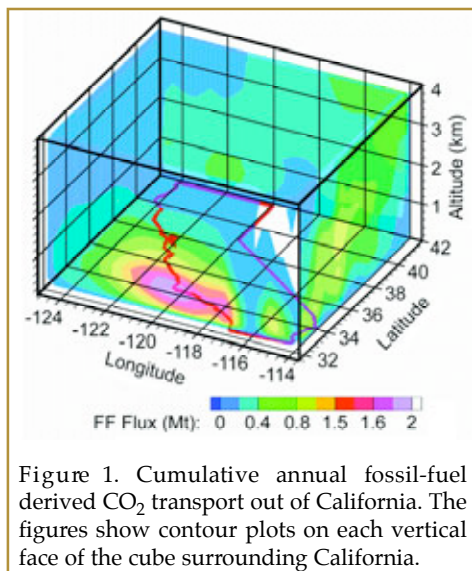 4
3
2
1
Altitude (km)
42
40
38
36
34
32
Latitude
-124
-122
-120
-118
-116
-114
Longitude
FF Flux (Mt): 0 0.4 0.8 1.5 1.6 2
Figure 1. Cumulative annual fossil-fuel
derived CO₂ transport out of California. The
figures show contour plots on each vertical
face of the cube surrounding California.